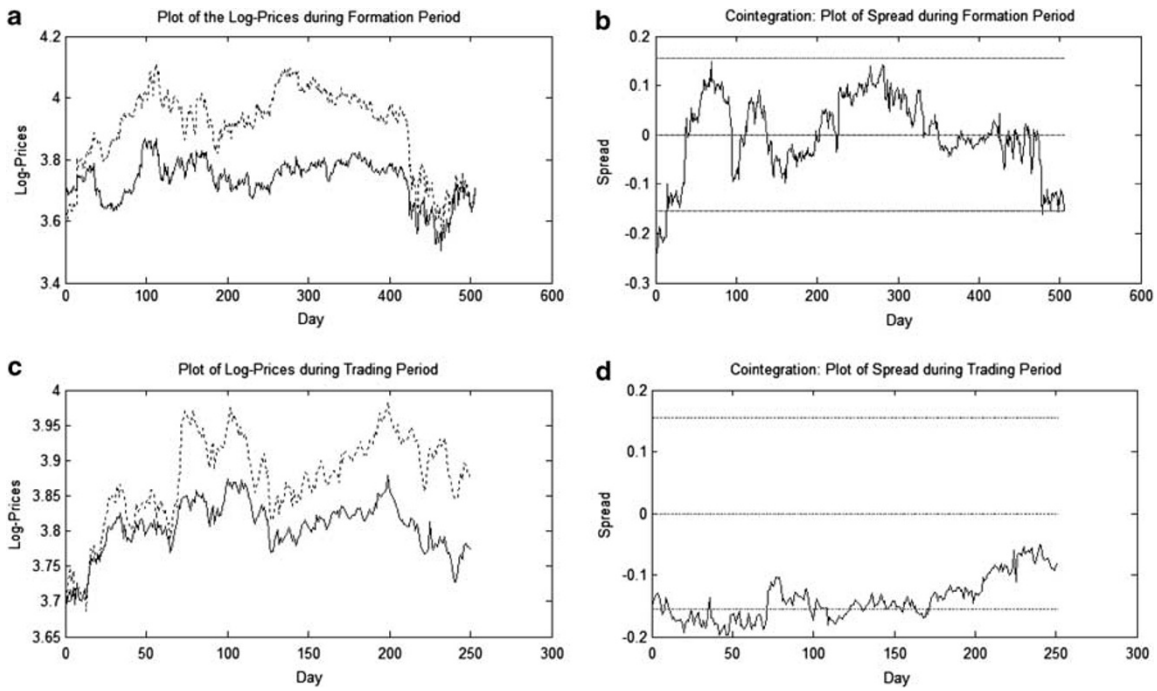 a
Plot of the Log-Prices during Formation Period
4.2
4
3.8
3.6
3.4
Log-Prices
0 100 200 300 400 500 600
Day
b
Cointegration: Plot of Spread during Formation Period
0.2
0.1
0
-0.1
-0.2
-0.3
Spread
0 100 200 300 400 500 600
Day
c
Plot of Log-Prices during Trading Period
4
3.95
3.9
3.85
3.8
3.75
3.7
3.65
Log-Prices
0 50 100 150 200 250 300
Day
d
Cointegration: Plot of Spread during Trading Period
0.2
0.1
0
-0.1
-0.2
Spread
0 50 100 150 200 250 300
Day